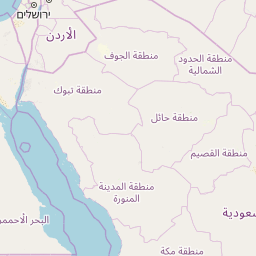 ירושלים
الأردن
منطقة الجوف
منطقة الحدود
الشمالية
منطقة تبوك
منطقة حائل
منطقة القصيم
منطقة المدينة
المنورة
سعودية
البحر الأحمر
منطقة مكة